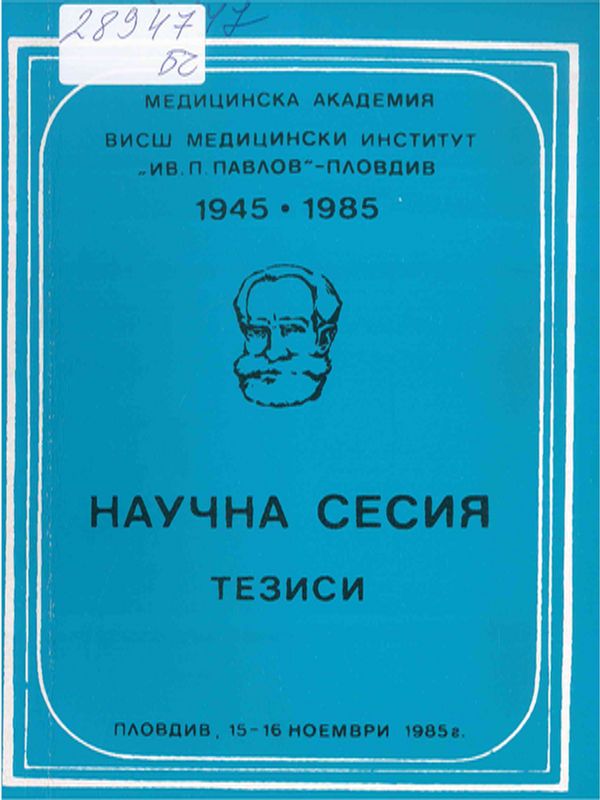 28947
БС
МЕДИЦИНСКА АКАДЕМИЯ
ВИСШ МЕДИЦИНСКИ ИНСТИТУТ
„ИВ. П. ПАВЛОВ"-ПЛОВДИВ
1945 • 1985
НАУЧНА СЕСИЯ
ТЕЗИСИ
ПЛОВДИВ, 15-16 НОЕМВРИ 1985 г.